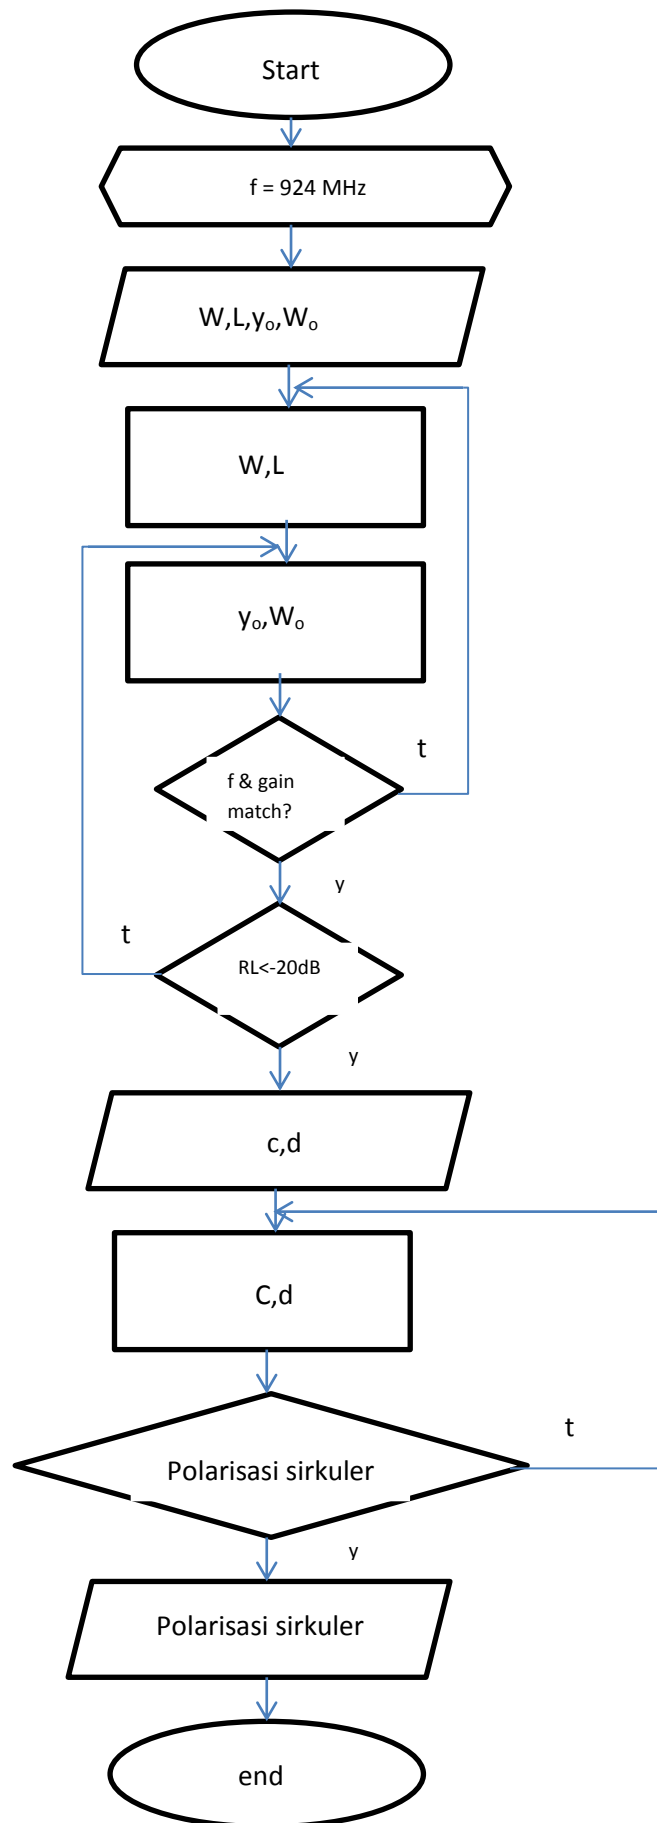 Start
f = 924 MHz
W,L,yₒ,Wₒ
W,L
yₒ,Wₒ
t
f & gain
match?
y
t
RL<-20dB
y
c,d
C,d
t
Polarisasi sirkuler
y
Polarisasi sirkuler
end